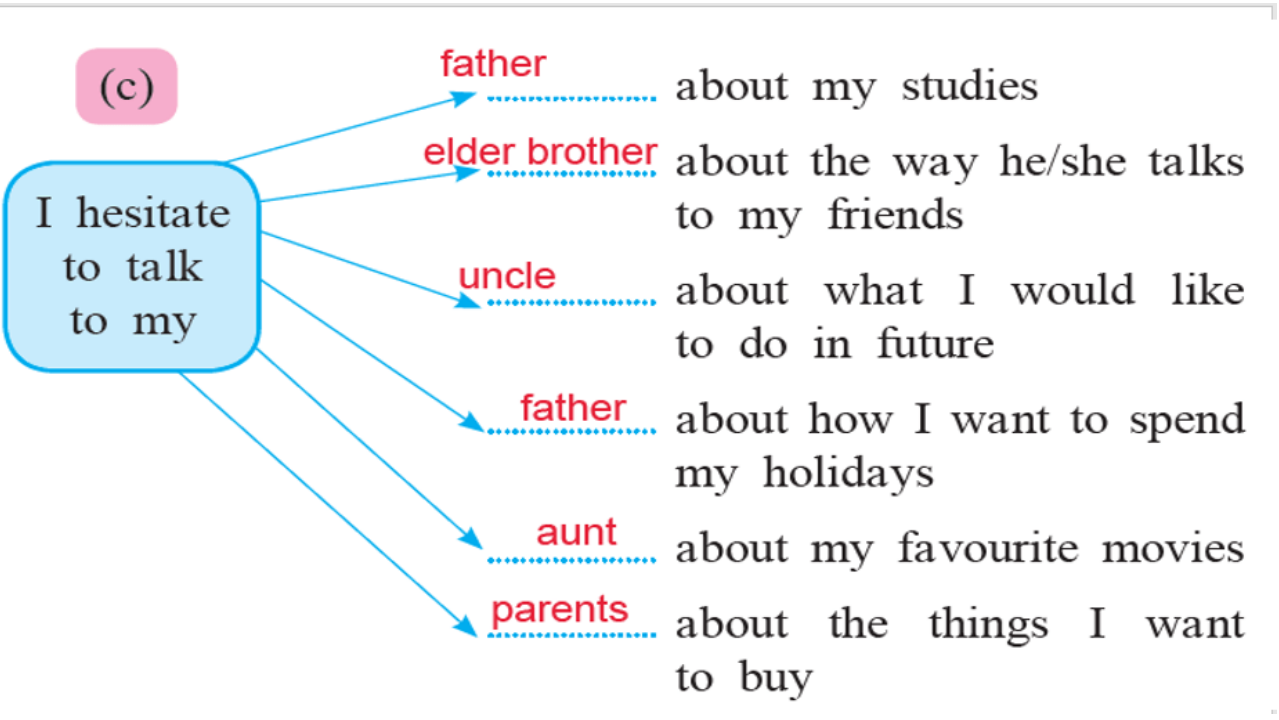 (c)
I hesitate
to talk
to my
father about my studies
elder brother about the way he/she talks
to my friends
uncle about what I would like
to do in future
father about how I want to spend
my holidays
aunt about my favourite movies
parents about the things I want
to buy